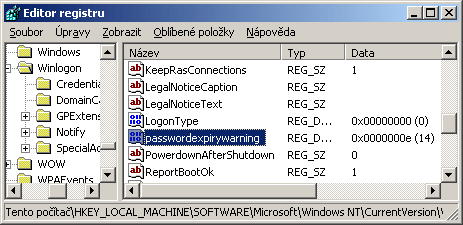 Editor registru
Soubor Úpravy Zobrazit Oblíbené položky Nápověda
Windows
Winlogon
Credentia
DomainCa
GPExtens
Notify
SpecialAc
WOW
WPAEvents
Název Typ Data
KeepRasConnections REG_SZ 1
LegalNoticeCaption REG_SZ
LegalNoticeText REG_SZ
LogonType REG_D... 0x00000000 (0)
passwordexpirywarning REG_D... 0x0000000e (14)
PowerdownAfterShutdown REG_SZ 0
ReportBootOk REG_SZ 1
Tento počítač\HKEY_LOCAL_MACHINE\SOFTWARE\Microsoft\Windows NT\CurrentVersion\